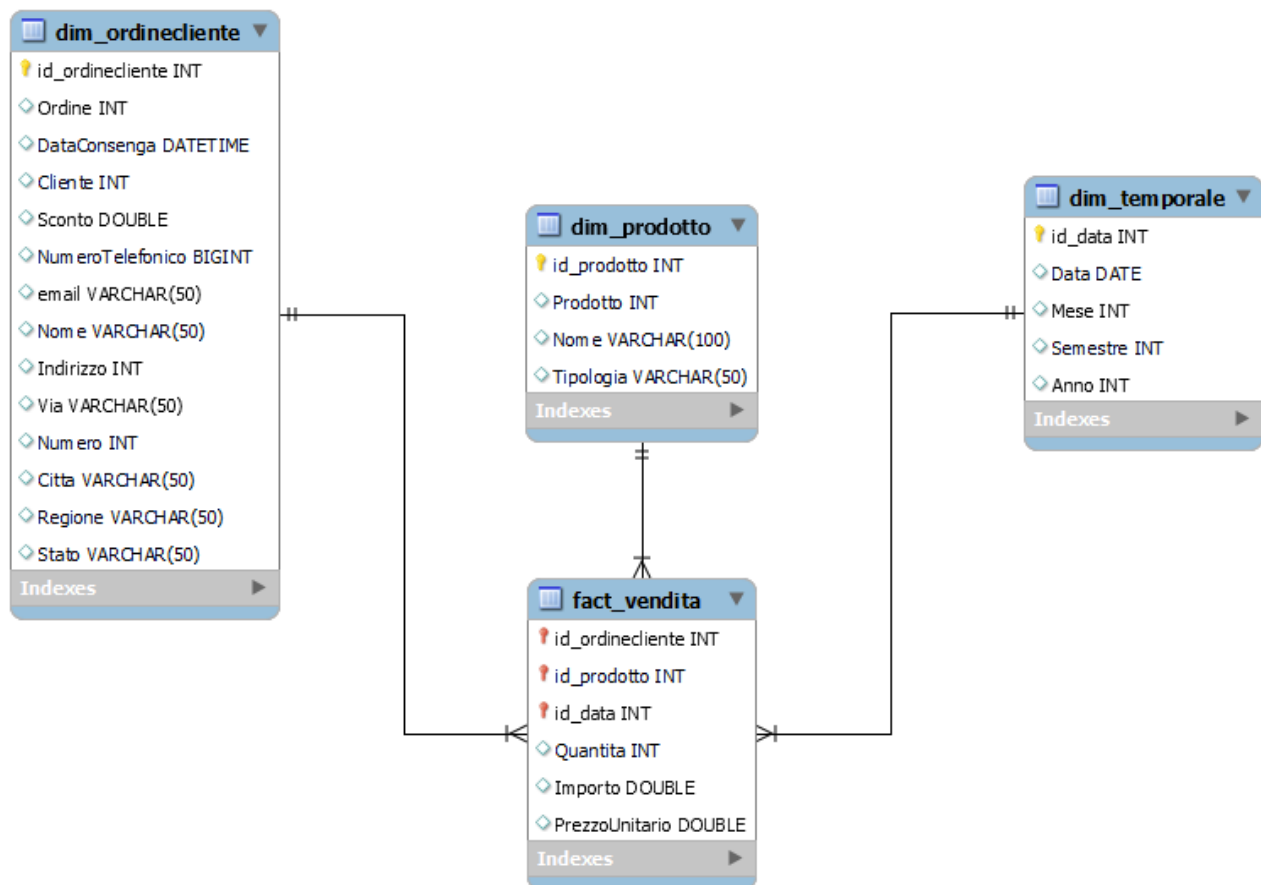 dim_ordinecliente
id_ordinecliente INT
Ordine INT
DataConsenga DATETIME
Cliente INT
Sconto DOUBLE
NumeroTelefonico BIGINT
email VARCHAR(50)
Nome VARCHAR(50)
Indirizzo INT
Via VARCHAR(50)
Numero INT
Citta VARCHAR(50)
Regione VARCHAR(50)
Stato VARCHAR(50)
Indexes
dim_prodotto
id_prodotto INT
Prodotto INT
Nome VARCHAR(100)
Tipologia VARCHAR(50)
Indexes
dim_temporale
id_data INT
Data DATE
Mese INT
Semestre INT
Anno INT
Indexes
fact_vendita
id_ordinecliente INT
id_prodotto INT
id_data INT
Quantita INT
Importo DOUBLE
PrezzoUnitario DOUBLE
Indexes